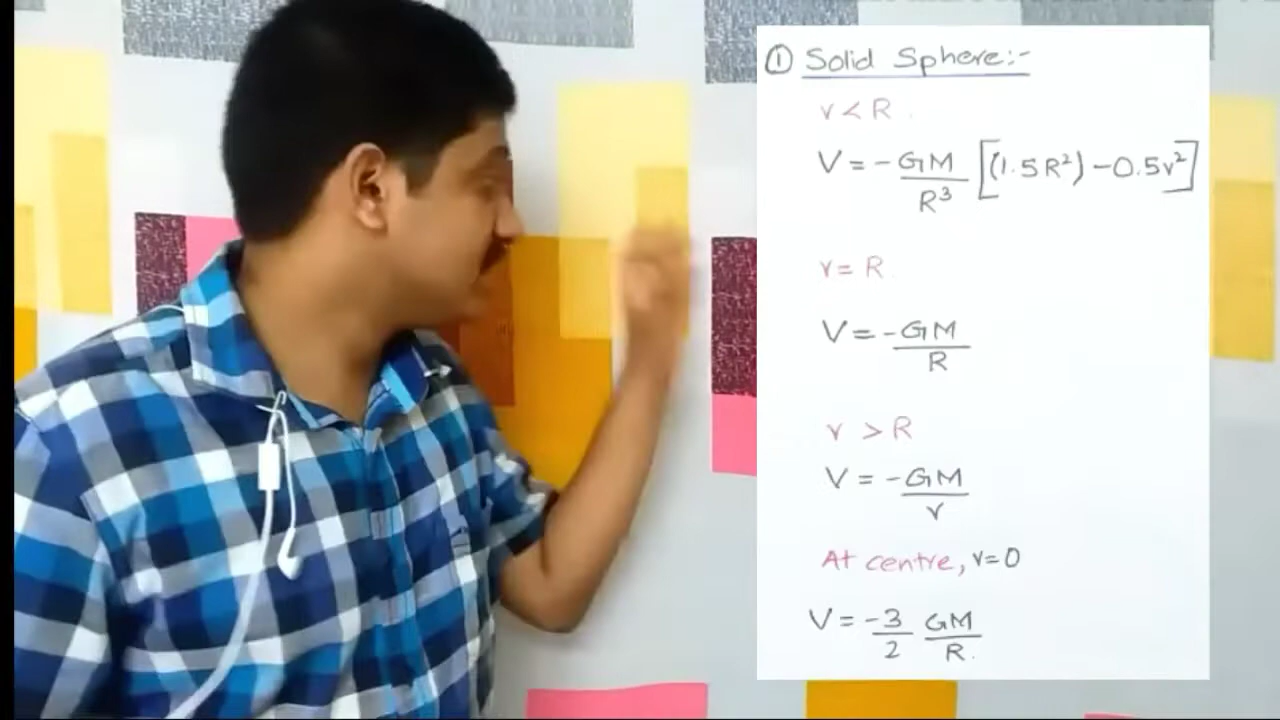 ① Solid Sphere:-
r < R.
V = -GM/R³ [(1.5R²) - 0.5r²]
r = R.
V = -GM/R
r > R
V = -GM/r
At centre, r=0
V = -3/2 GM/R.